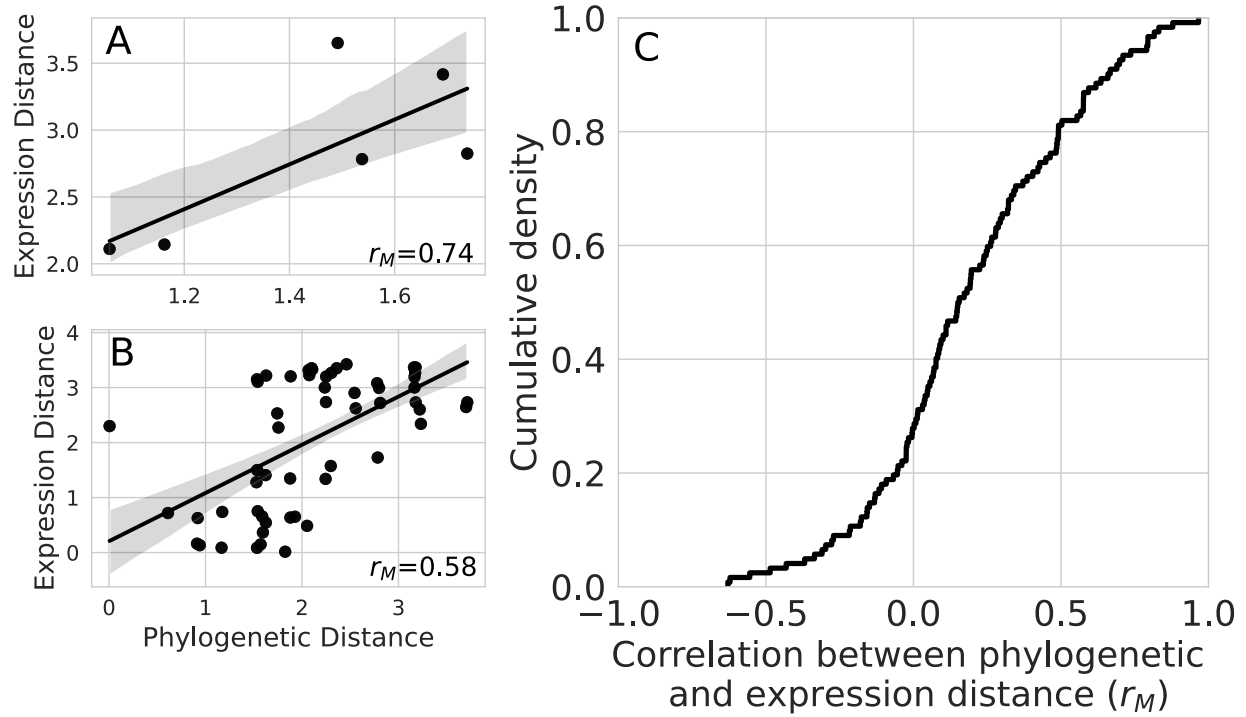 A
Expression Distance
3.5
3.0
2.5
2.0
r_M=0.74
1.2
1.4
1.6
B
Expression Distance
4
3
2
1
0
r_M=0.58
0
1
2
3
Phylogenetic Distance
C
Cumulative density
1.0
0.8
0.6
0.4
0.2
0.0
−1.0
−0.5
0.0
0.5
1.0
Correlation between phylogenetic
and expression distance (r_M)